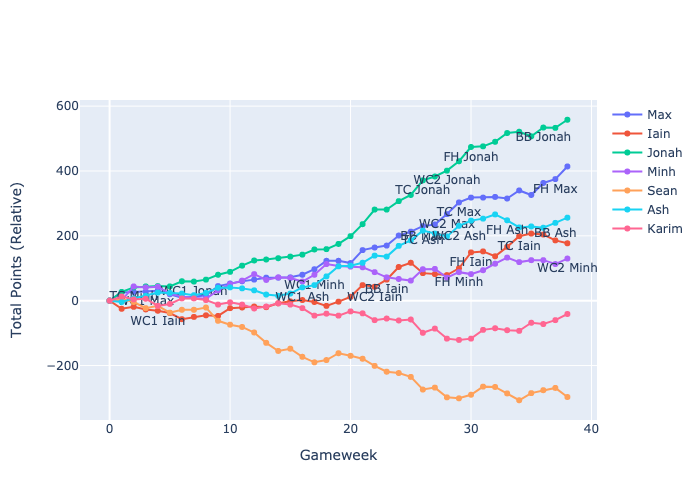 600
400
200
0
−200
0
10
20
30
40
Total Points (Relative)
Gameweek
Max
Iain
Jonah
Minh
Sean
Ash
Karim
BB Jonah
FH Jonah
WC2 Jonah
TC Jonah
FH Max
TC Max
WC2 Max
FH Ash
BB Ash
WC2 Ash
TC Ash
TC Iain
FH Iain
WC2 Minh
FH Minh
WC1 Minh
BB Iain
WC2 Iain
WC1 Ash
WC1 Jonah
WC1 Max
WC1 Iain